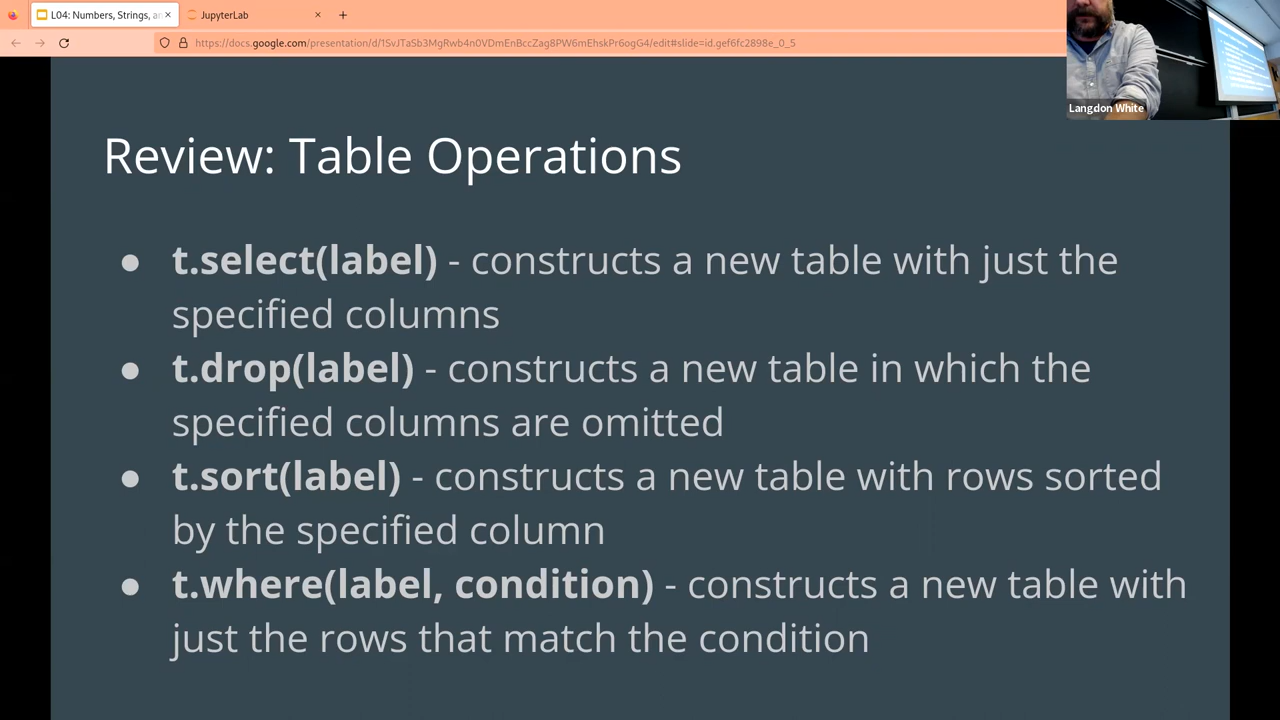 L04: Numbers, Strings, a
JupyterLab
https://docs.google.com/presentation/d/1SvJTaSb3MgRwb4n0VDmEnBccZag8PW6mEhskPr6ogG4/edit#slide=id.gef6fc2898e_0_5
Langdon White
Review: Table Operations
● t.select(label) - constructs a new table with just the
specified columns
● t.drop(label) - constructs a new table in which the
specified columns are omitted
● t.sort(label) - constructs a new table with rows sorted
by the specified column
● t.where(label, condition) - constructs a new table with
just the rows that match the condition